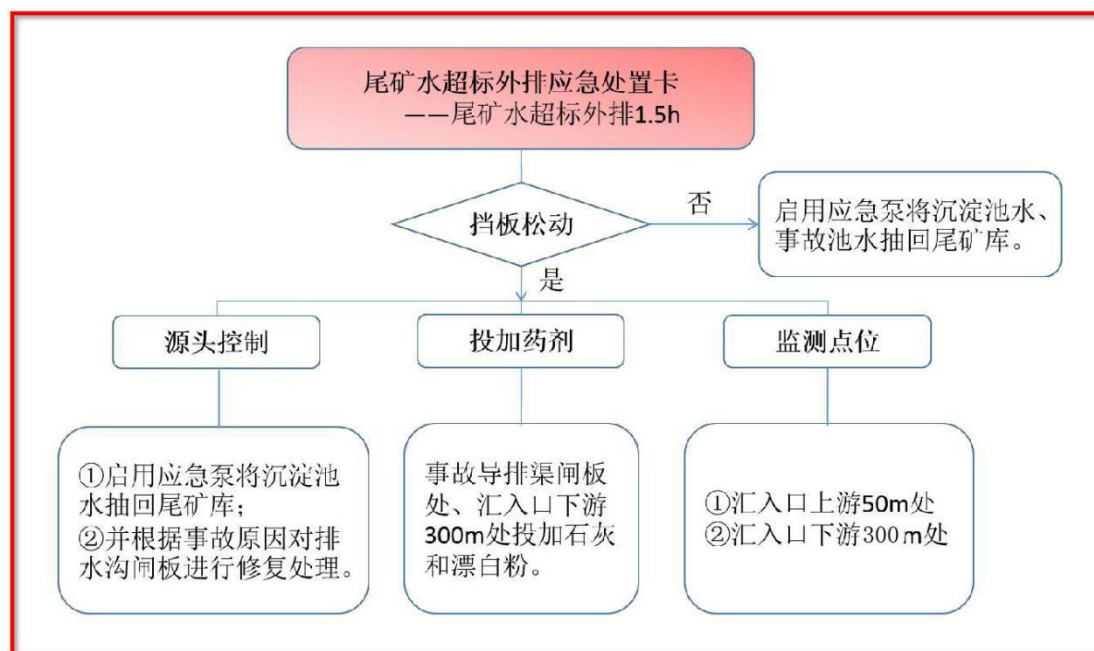 尾矿水超标外排应急处置卡
——尾矿水超标外排1.5h
挡板松动
否
启用应急泵将沉淀池水、
事故池水抽回尾矿库。
是
源头控制
投加药剂
监测点位
①启用应急泵将沉淀池
水抽回尾矿库；
②并根据事故原因对排
水沟闸板进行修复处理。
事故导排渠闸板
处、汇入口下游
300m处投加石灰
和漂白粉。
①汇入口上游50m处
②汇入口下游300m处